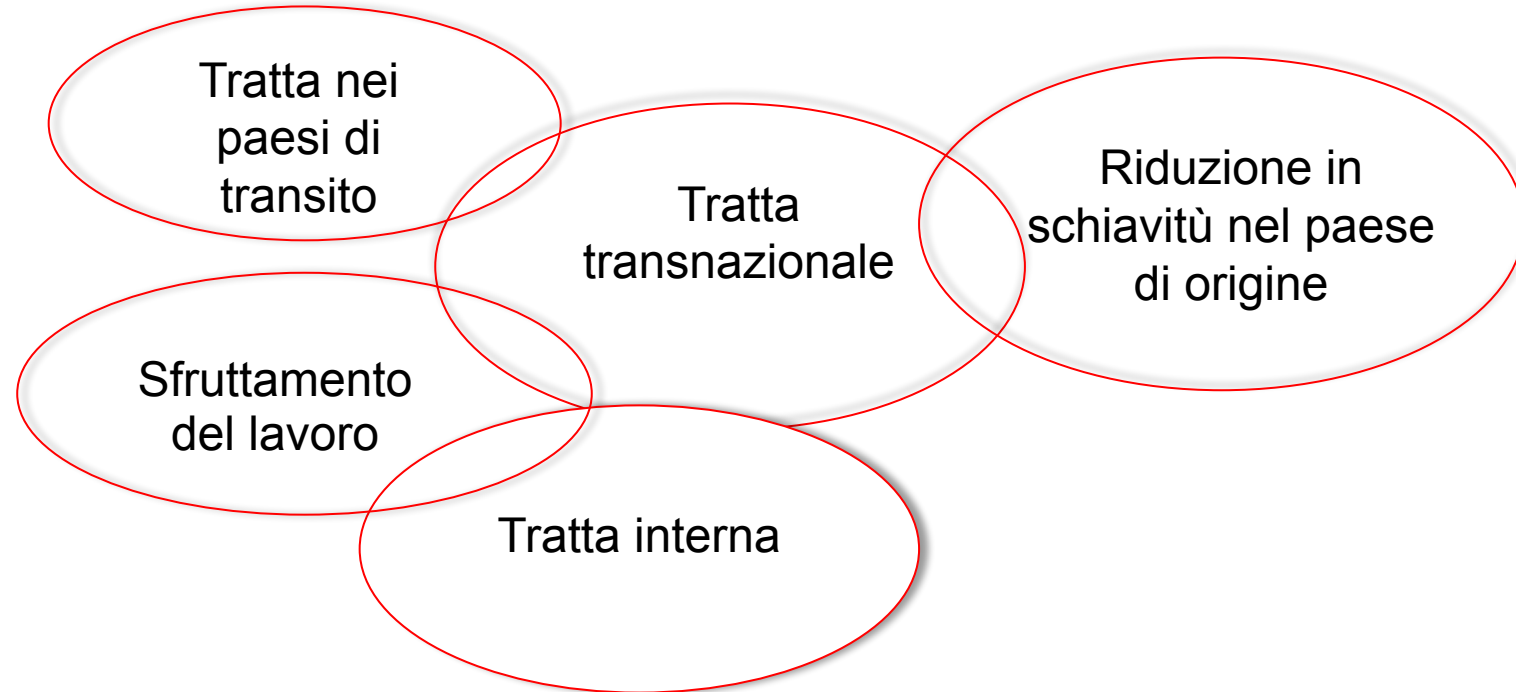 Tratta nei
paesi di
transito
Tratta
transnazionale
Riduzione in
schiavitù nel paese
di origine
Sfruttamento
del lavoro
Tratta interna